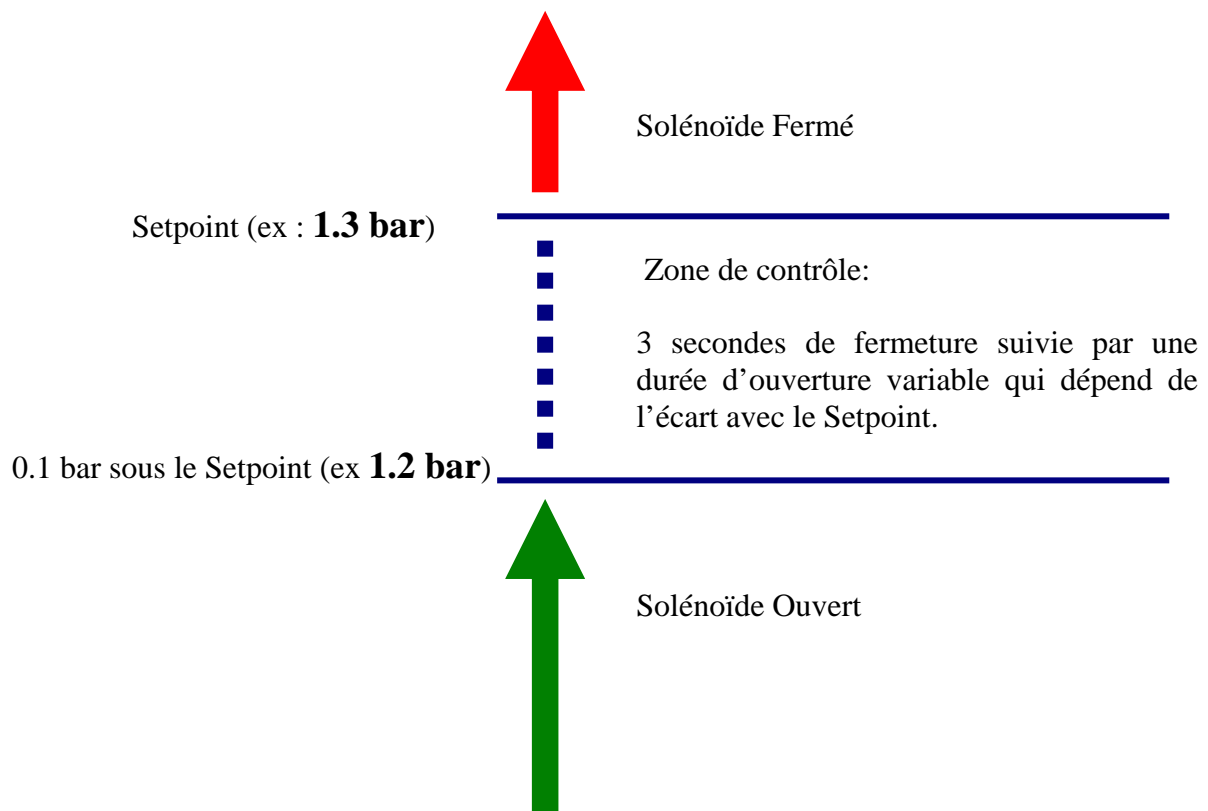 Solénoïde Fermé
Setpoint (ex : 1.3 bar)
Zone de contrôle:
3 secondes de fermeture suivie par une
durée d’ouverture variable qui dépend de
l’écart avec le Setpoint.
0.1 bar sous le Setpoint (ex 1.2 bar)
Solénoïde Ouvert